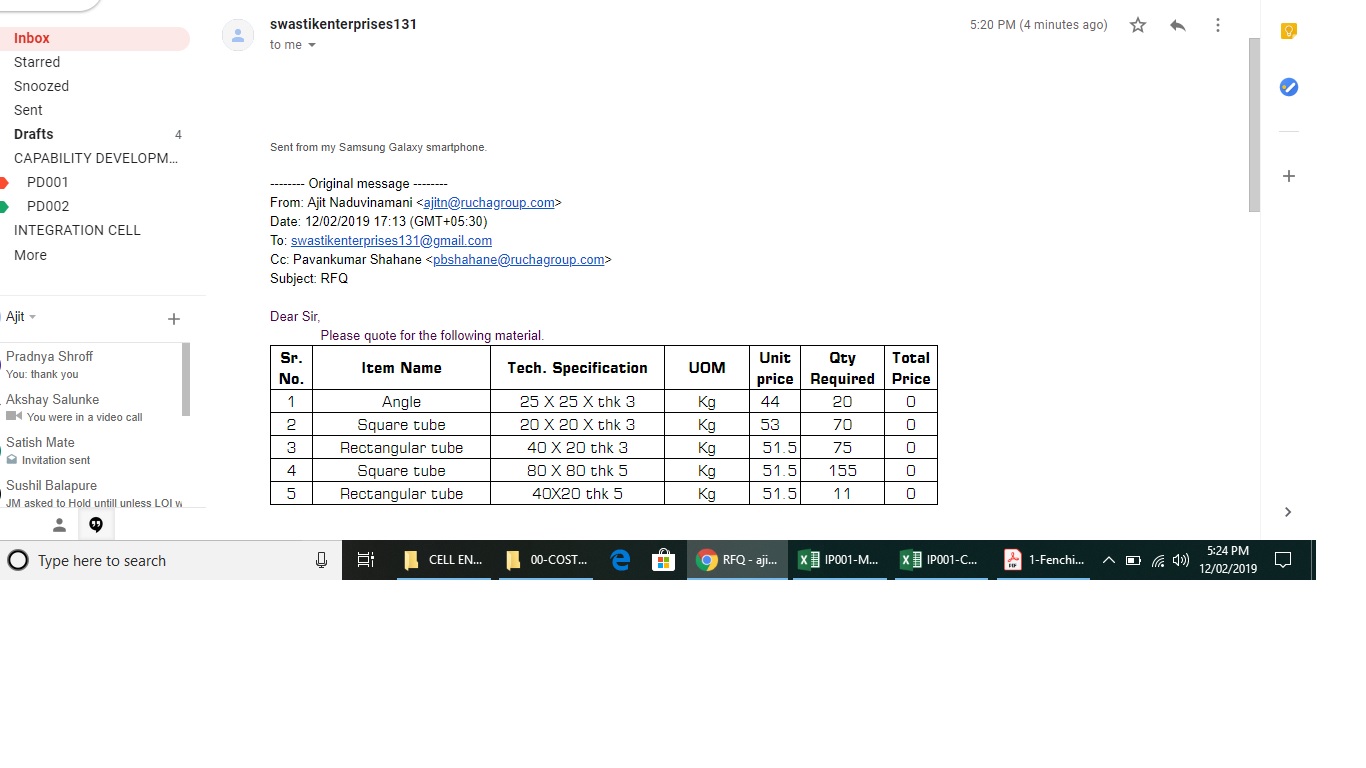 Inbox
Starred
Snoozed
Sent
Drafts 4
CAPABILITY DEVELOPM...
PD001
PD002
INTEGRATION CELL
More
Ajit
Pradnya Shroff
You: thank you
Akshay Salunke
You were in a video call
Satish Mate
Invitation sent
Sushil Balapure
JM asked to Hold untill unless LOI w
swastikenterprises131
5:20 PM (4 minutes ago)
to me
Sent from my Samsung Galaxy smartphone.
-------- Original message --------
From: Ajit Naduvinamani <ajitn@ruchagroup.com>
Date: 12/02/2019 17:13 (GMT+05:30)
To: swastikenterprises131@gmail.com
Cc: Pavankumar Shahane <pbshahane@ruchagroup.com>
Subject: RFQ
Dear Sir,
Please quote for the following material.
Sr. No. Item Name Tech. Specification UOM Unit price Qty Required Total Price
1 Angle 25 X 25 X thk 3 Kg 44 20 0
2 Square tube 20 X 20 X thk 3 Kg 53 70 0
3 Rectangular tube 40 X 20 thk 3 Kg 51.5 75 0
4 Square tube 80 X 80 thk 5 Kg 51.5 155 0
5 Rectangular tube 40X20 thk 5 Kg 51.5 11 0
Type here to search
CELL EN...
00-COST...
RFQ - aji...
IP001-M...
IP001-C...
1-Fenchi...
5:24 PM
12/02/2019